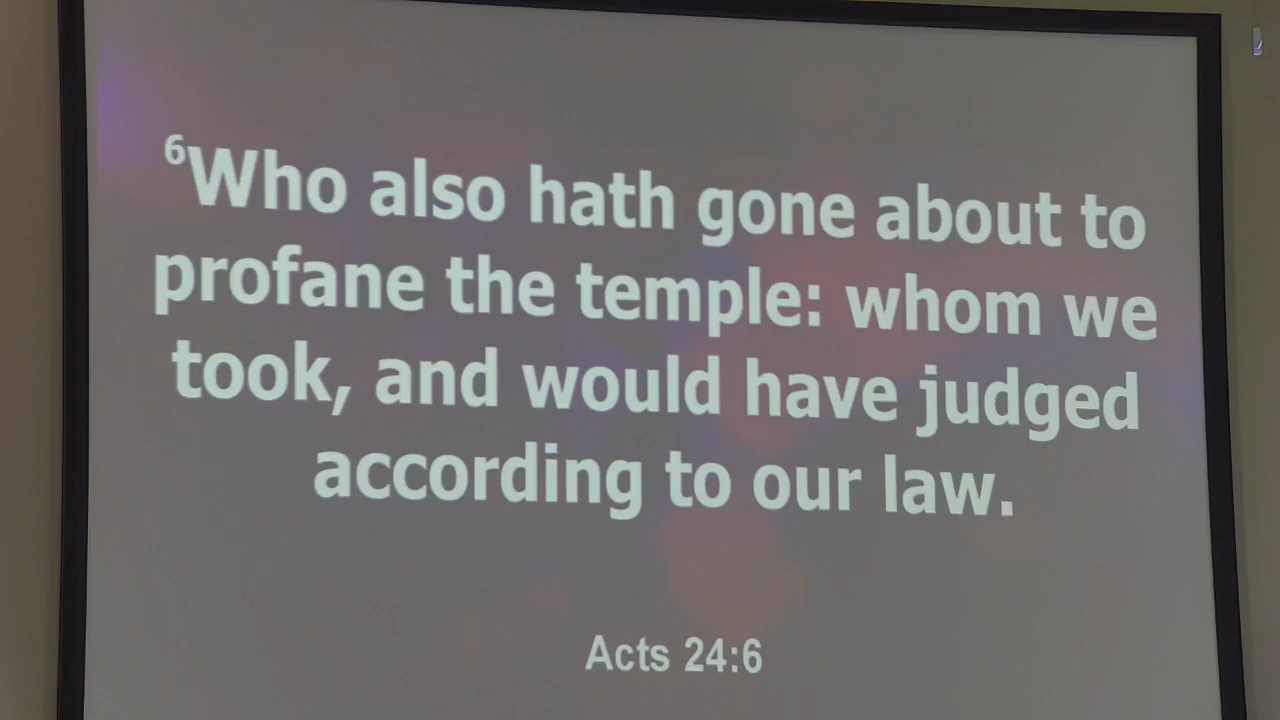 ⁶Who also hath gone about to
profane the temple: whom we
took, and would have judged
according to our law.
Acts 24:6